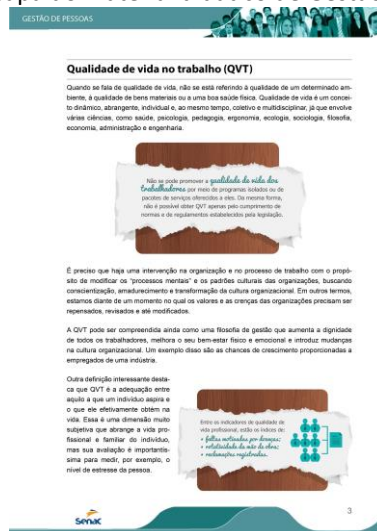 GESTÃO DE PESSOAS
Qualidade de vida no trabalho (QVT)
Quando se fala de qualidade de vida, não se está referindo à qualidade de um determinado am-
biente, à qualidade de bens materiais ou a uma boa saúde física. Qualidade de vida é um concei-
to dinâmico, abrangente, individual e, ao mesmo tempo, coletivo e multidisciplinar, já que envolve
várias ciências, como saúde, psicologia, pedagogia, ergonomia, ecologia, sociologia, filosofia,
economia, administração e engenharia.
Não se pode promover a qualidade de vida dos
trabalhadores por meio de programas isolados ou de
pacotes de serviços oferecidos a eles. Da mesma forma,
não é possível obter QVT apenas pelo cumprimento de
normas e de regulamentos estabelecidos pela legislação.
É preciso que haja uma intervenção na organização e no processo de trabalho com o propó-
sito de modificar os "processos mentais" e os padrões culturais das organizações, buscando
conscientização, amadurecimento e transformação da cultura organizacional. Em outros termos,
estamos diante de um momento no qual os valores e as crenças das organizações precisam ser
repensados, revisados e até modificados.
A QVT pode ser compreendida ainda como uma filosofia de gestão que aumenta a dignidade
de todos os trabalhadores, melhora o seu bem-estar físico e emocional e introduz mudanças
na cultura organizacional. Um exemplo disso são as chances de crescimento proporcionadas a
empregados de uma indústria.
Outra definição interessante desta-
ca que QVT é a adequação entre
aquilo a que um indivíduo aspira e
o que ele efetivamente obtém na
vida. Essa é uma dimensão muito
subjetiva que abrange a vida pro-
fissional e familiar do indivíduo,
mas sua avaliação é importantís-
sima para medir, por exemplo, o
nível de estresse da pessoa.
Entre os indicadores de qualidade de
vida profissional, estão os índices de:
• faltas motivadas por doenças;
• rotatividade da mão de obra;
• reclamações registradas.
senac
3